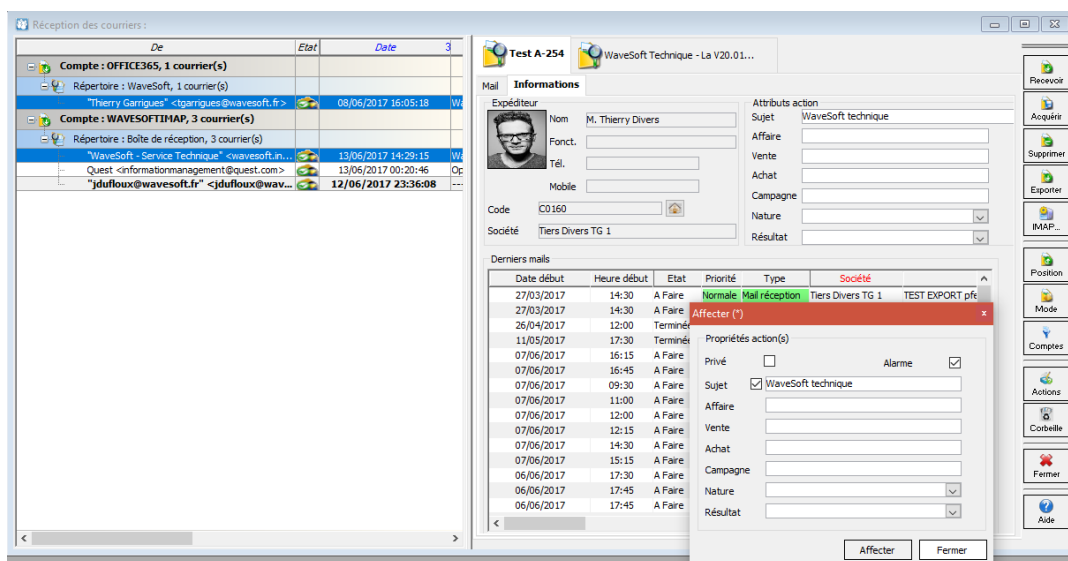 Réception des courriers :
De Etat Date 3
Compte : OFFICE365, 1 courrier(s)
Répertoire : WaveSoft, 1 courrier(s)
"Thierry Garrigues" <tgarrigues@wavesoft.fr> 08/06/2017 16:05:18
Compte : WAVESOFTIMAP, 3 courrier(s)
Répertoire : Boîte de réception, 3 courrier(s)
"WaveSoft - Service Technique" <wavesoft.in... 13/06/2017 14:29:15
Quest <informationmanagement@quest.com> 13/06/2017 00:20:46 Op
"jdufloux@wavesoft.fr" <jdufloux@wav... 12/06/2017 23:36:08 ---
Test A-254
WaveSoft Technique - La V20.01...
Mail Informations
Expéditeur
Nom M. Thierry Divers
Fonct.
Tél.
Mobile
Code C0160
Société Tiers Divers TG 1
Attributs action
Sujet WaveSoft technique
Affaire
Vente
Achat
Campagne
Nature
Résultat
Derniers mails
Date début Heure début Etat Priorité Type Société
27/03/2017 14:30 A Faire Normale Mail réception Tiers Divers TG 1 TEST EXPORT pfe
27/03/2017 14:30 A Faire
26/04/2017 12:00 Terminée
11/05/2017 17:30 Terminée
07/06/2017 16:15 A Faire
07/06/2017 16:45 A Faire
07/06/2017 09:30 A Faire
07/06/2017 11:00 A Faire
07/06/2017 12:00 A Faire
07/06/2017 12:15 A Faire
07/06/2017 14:30 A Faire
07/06/2017 15:15 A Faire
06/06/2017 17:30 A Faire
06/06/2017 17:45 A Faire
06/06/2017 17:45 A Faire
Affecter (*) x
Propriétés action(s)
Privé Alarme
Sujet WaveSoft technique
Affaire
Vente
Achat
Campagne
Nature
Résultat
Affecter Fermer
Recevoir
Acquérir
Supprimer
Exporter
IMAP...
Position
Mode
Comptes
Actions
Corbeille
Fermer
Aide